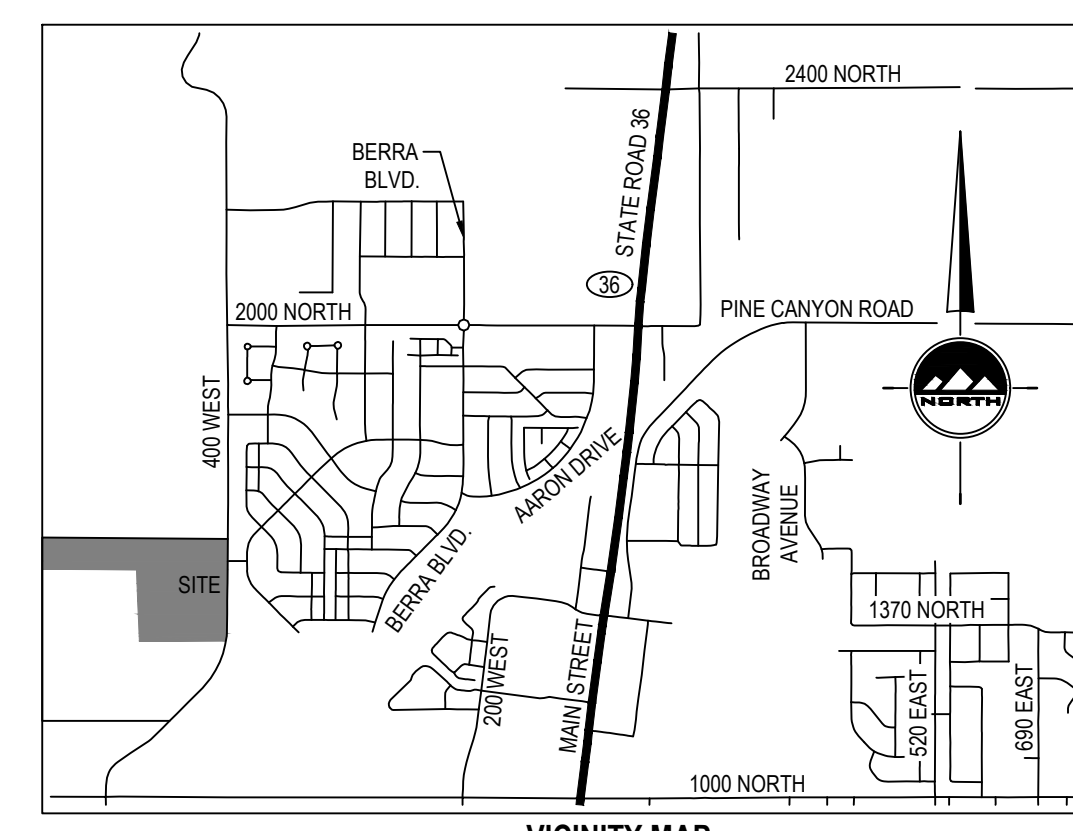 2400 NORTH
BERRA
BLVD.
STATE ROAD 36
36
2000 NORTH
PINE CANYON ROAD
NORTH
400 WEST
AARON DRIVE
BROADWAY
AVENUE
SITE
BERRA BLVD.
1370 NORTH
200 WEST
MAIN STREET
520 EAST
690 EAST
1000 NORTH
VICINITY MAP